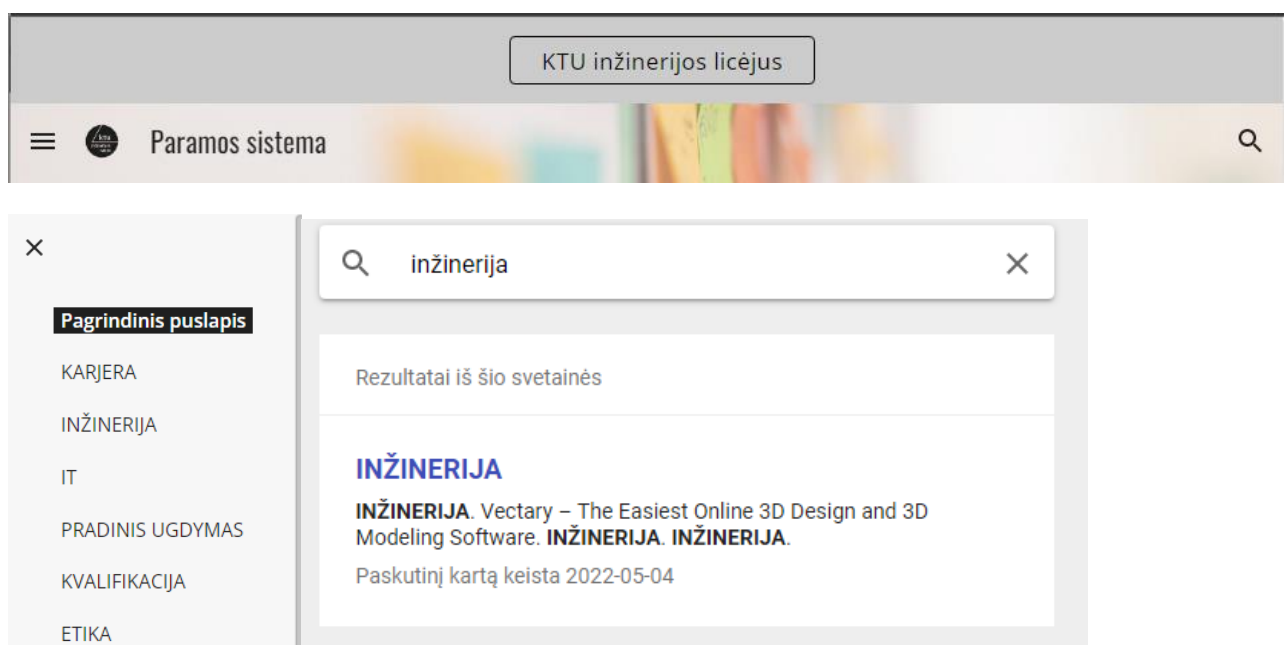 KTU inžinerijos licėjus
Paramos sistema
Pagrindinis puslapis
KARJERA
INŽINERIJA
IT
PRADINIS UGDYMAS
KVALIFIKACIJA
ETIKA
inžinerija
Rezultatai iš šio svetainės
INŽINERIJA
INŽINERIJA. Vectary – The Easiest Online 3D Design and 3D
Modeling Software. INŽINERIJA. INŽINERIJA.
Paskutinį kartą keista 2022-05-04